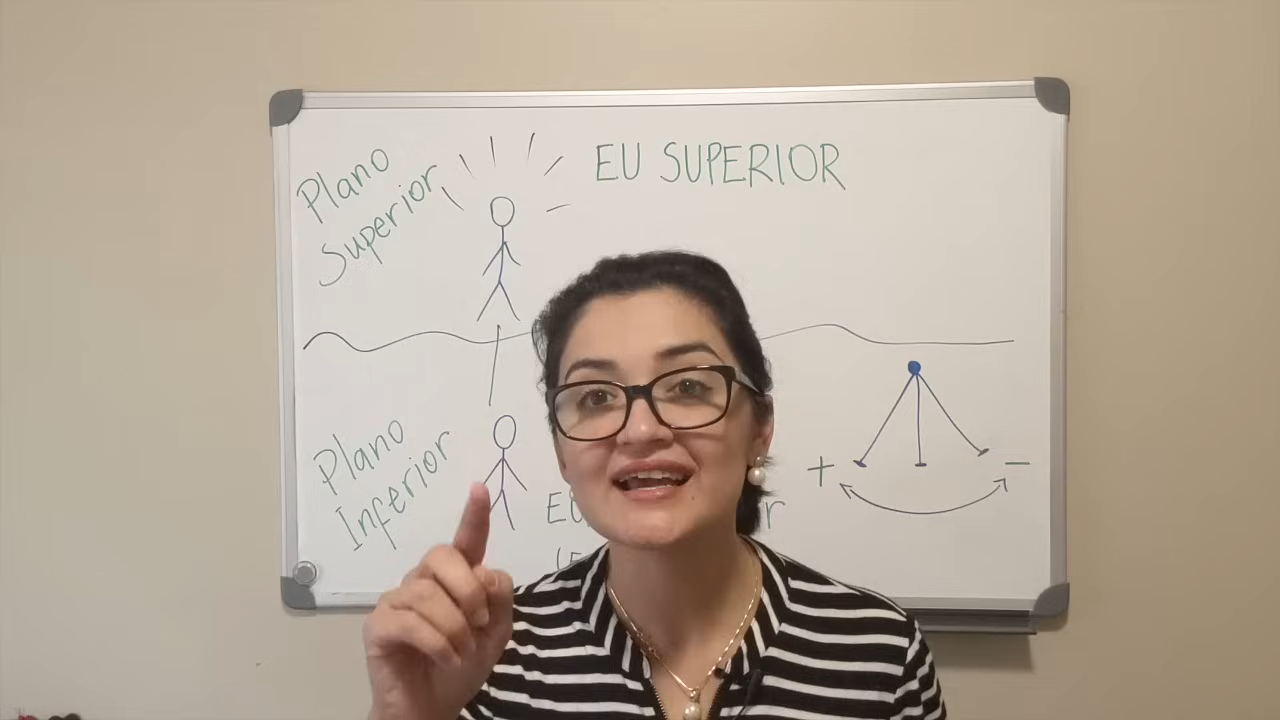 Plano
Superior
EU SUPERIOR
Plano
Inferior
+
−